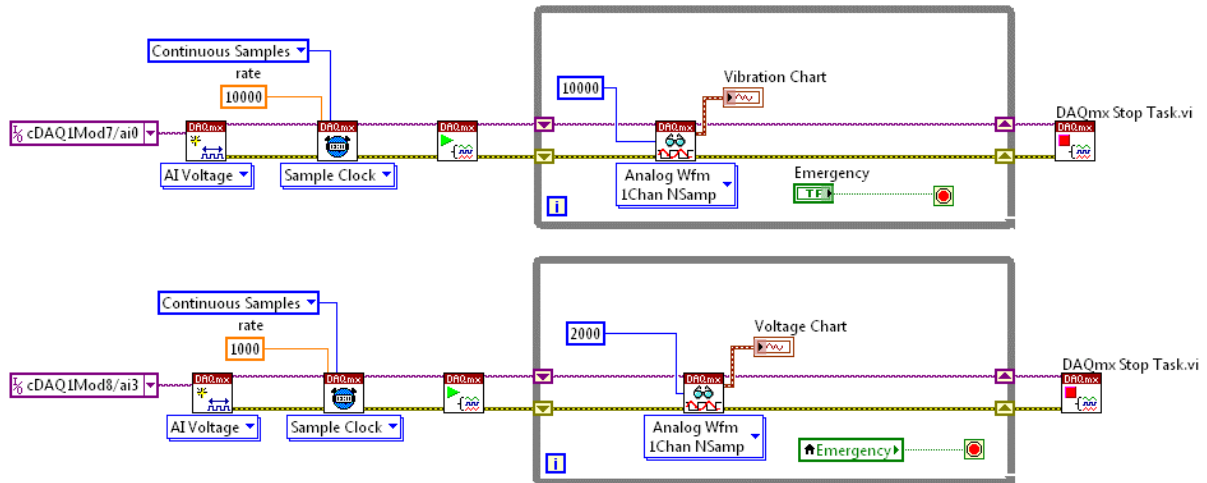 Continuous Samples
rate
10000
cDAQ1Mod7/ai0
DAQmx
AI Voltage
DAQmx
Sample Clock
DAQmx
10000
Vibration Chart
DAQmx
Analog Wfm
1Chan NSamp
Emergency
TF
i
DAQmx Stop Task.vi
DAQmx
Continuous Samples
rate
1000
cDAQ1Mod8/ai3
DAQmx
AI Voltage
DAQmx
Sample Clock
DAQmx
2000
Voltage Chart
DAQmx
Analog Wfm
1Chan NSamp
Emergency
i
DAQmx Stop Task.vi
DAQmx